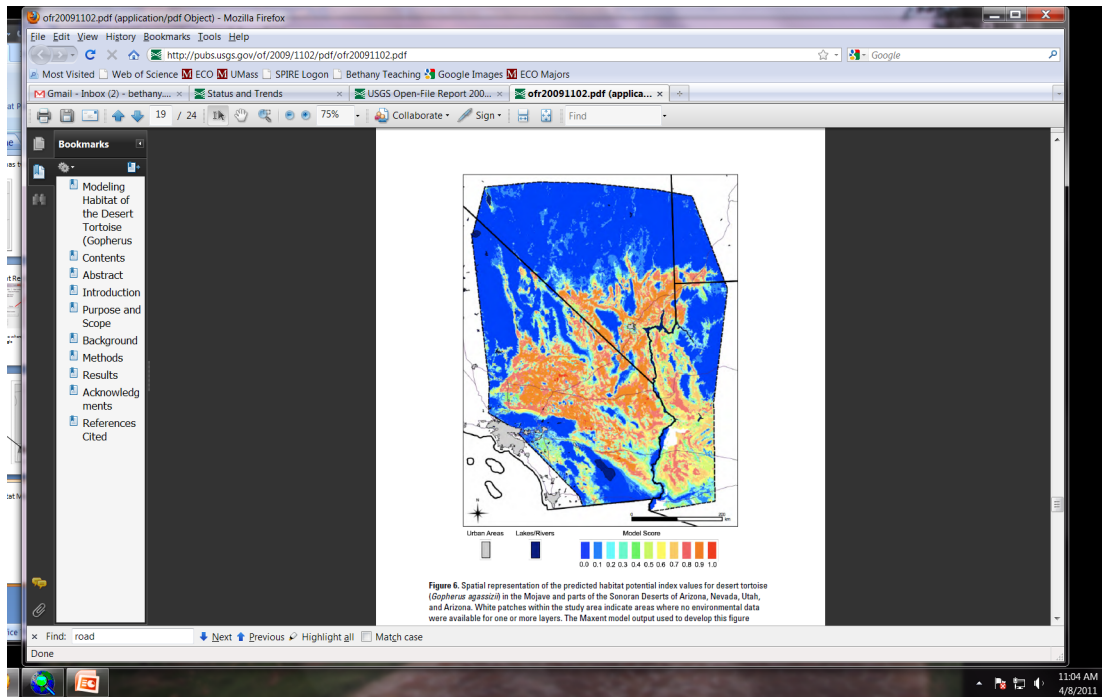 ofr20091102.pdf (application/pdf Object) - Mozilla Firefox
File Edit View History Bookmarks Tools Help
http://pubs.usgs.gov/of/2009/1102/pdf/ofr20091102.pdf
Google
Most Visited Web of Science ECO UMass SPIRE Logon Bethany Teaching Google Images ECO Majors
Gmail - Inbox (2) - bethany.... × Status and Trends × USGS Open-File Report 200... × ofr20091102.pdf (applica... ×
19 / 24 75% Collaborate Sign Find
Bookmarks
Modeling
Habitat of
the Desert
Tortoise
(Gopherus
Contents
Abstract
Introduction
Purpose and
Scope
Background
Methods
Results
Acknowledg
ments
References
Cited
Urban Areas Lakes/Rivers Model Score
0.0 0.1 0.2 0.3 0.4 0.5 0.6 0.7 0.8 0.9 1.0
Figure 6. Spatial representation of the predicted habitat potential index values for desert tortoise
(Gopherus agassizii) in the Mojave and parts of the Sonoran Deserts of Arizona, Nevada, Utah,
and Arizona. White patches within the study area indicate areas where no environmental data
were available for one or more layers. The Maxent model output used to develop this figure
× Find: road Next Previous Highlight all Match case
Done
11:04 AM
4/8/2011